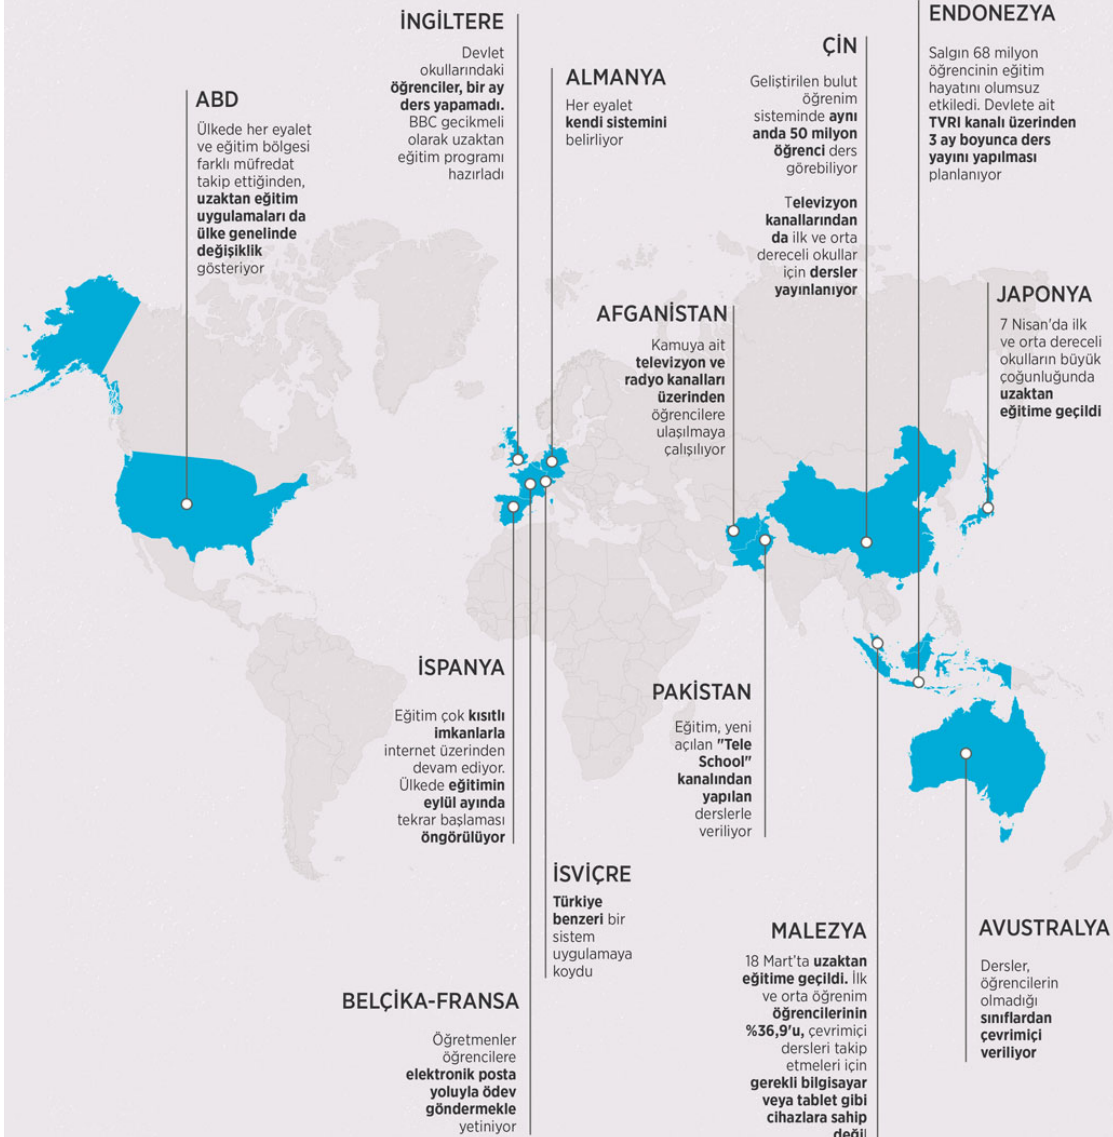 İNGİLTERE
Devlet
okullarındaki
öğrenciler, bir ay
ders yapamadı.
BBC gecikmeli
olarak uzaktan
eğitim programı
hazırladı
ENDONEZYA
Salgın 68 milyon
öğrencinin eğitim
hayatını olumsuz
etkiledi. Devlete ait
TVRI kanalı üzerinden
3 ay boyunca ders
yayını yapılması
planlanıyor
ÇİN
Geliştirilen bulut
öğrenim
sisteminde aynı
anda 50 milyon
öğrenci ders
görebiliyor
Televizyon
kanallarından
da ilk ve orta
dereceli okullar
için dersler
yayınlanıyor
ALMANYA
Her eyalet
kendi sistemini
belirliyor
ABD
Ülkede her eyalet
ve eğitim bölgesi
farklı müfredat
takip ettiğinden,
uzaktan eğitim
uygulamaları da
ülke genelinde
değişiklik
gösteriyor
JAPONYA
7 Nisan'da ilk
ve orta dereceli
okulların büyük
çoğunluğunda
uzaktan
eğitime geçildi
AFGANİSTAN
Kamuya ait
televizyon ve
radyo kanalları
üzerinden
öğrencilere
ulaşılmaya
çalışılıyor
İSPANYA
Eğitim çok kısıtlı
imkanlarla
internet üzerinden
devam ediyor.
Ülkede eğitimin
eylül ayında
tekrar başlaması
öngörülüyor
PAKİSTAN
Eğitim, yeni
açılan "Tele
School"
kanalından
yapılan
derslerle
veriliyor
İSVİÇRE
Türkiye
benzeri bir
sistem
uygulamaya
koydu
MALEZYA
18 Mart'ta uzaktan
eğitime geçildi. İlk
ve orta öğrenim
öğrencilerinin
%36,9'u, çevrimiçi
dersleri takip
etmeleri için
gerekli bilgisayar
veya tablet gibi
cihazlara sahip
değil
AVUSTRALYA
Dersler,
öğrencilerin
olmadığı
sınıflardan
çevrimiçi
veriliyor
BELÇİKA-FRANSA
Öğretmenler
öğrencilere
elektronik posta
yoluyla ödev
göndermekle
yetiniyor